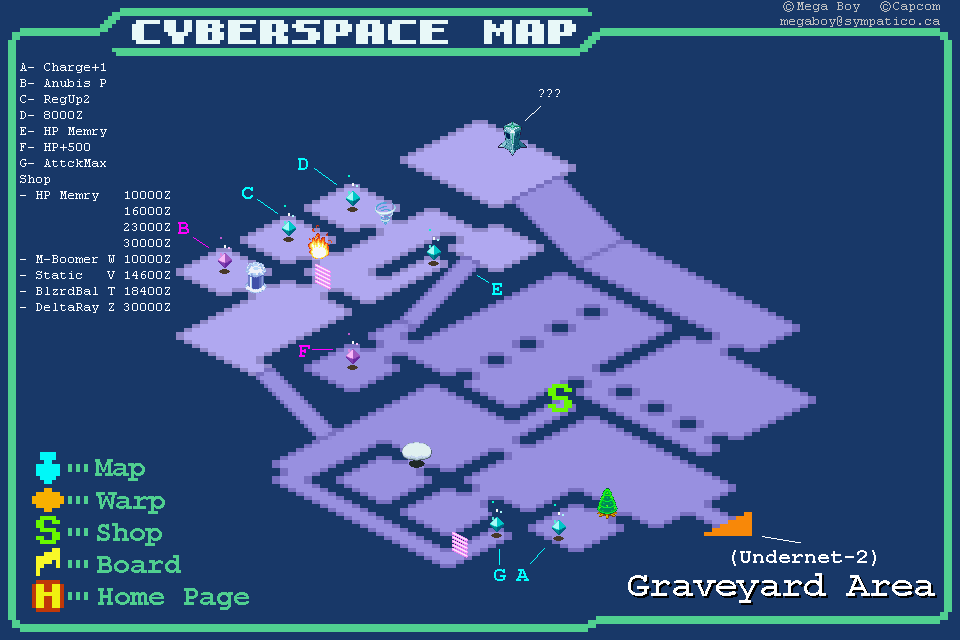 ©Mega Boy ©Capcom
megaboy@sympatico.ca
CYBERSPACE MAP
A- Charge+1
B- Anubis P
C- RegUp2
D- 8000Z
E- HP Memry
F- HP+500
G- AttckMax
Shop
- HP Memry 10000Z
16000Z
23000Z
30000Z
- M-Boomer W 10000Z
- Static V 14600Z
- BlzrdBal T 18400Z
- DeltaRay Z 30000Z
???
D
C
B
E
F
S
G A
Map
Warp
S Shop
Board
H Home Page
(Undernet-2)
Graveyard Area